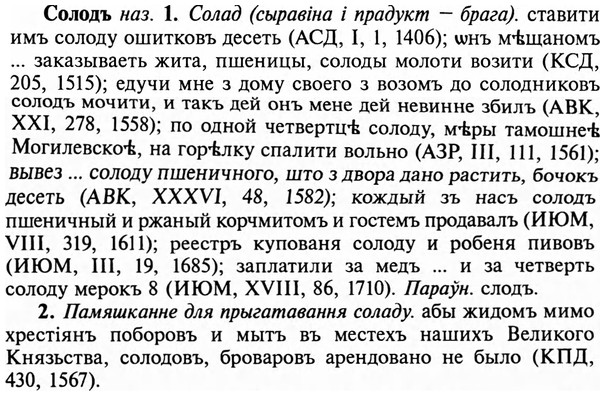 Солодъ наз. 1. Солад (сыравіна і прадукт − брага). ставити
имъ солоду ошитковъ десеть (АСД, I, 1, 1406); ѡнъ мѣщаномъ
... заказываеть жита, пшеницы, солоды молоти возити (КСД,
205, 1515); едучи мне з дому своего з возомъ до солодниковъ
солодъ мочити, и такъ дей онъ мене дей невинне збилъ (АВК,
XXI, 278, 1558); по одной четвертцѣ солоду, мѣры тамошнеѣ
Могилевскоѣ, на горѣлку спалити вольно (АЗР, III, 111, 1561);
вывез ... солоду пшеничного, што з двора дано растить, бочокъ
десеть (АВК, XXXVI, 48, 1582); кождый зъ насъ солодъ
пшеничный и ржаный корчмитомъ и гостемъ продавалъ (ИЮМ,
VIII, 319, 1611); реестръ купованя солоду и робеня пивовъ
(ИЮМ, III, 19, 1685); заплатили за медъ ... и за четверть
солоду мерокъ 8 (ИЮМ, XVIII, 86, 1710). Параўн. слодъ.
2. Памяшканне для прыгатавання соладу. абы жидомъ мимо
хрестіянъ поборовъ и мытъ въ местехъ нашихъ Великого
Князьства, солодовъ, броваровъ арендовано не было (КПД,
430, 1567).